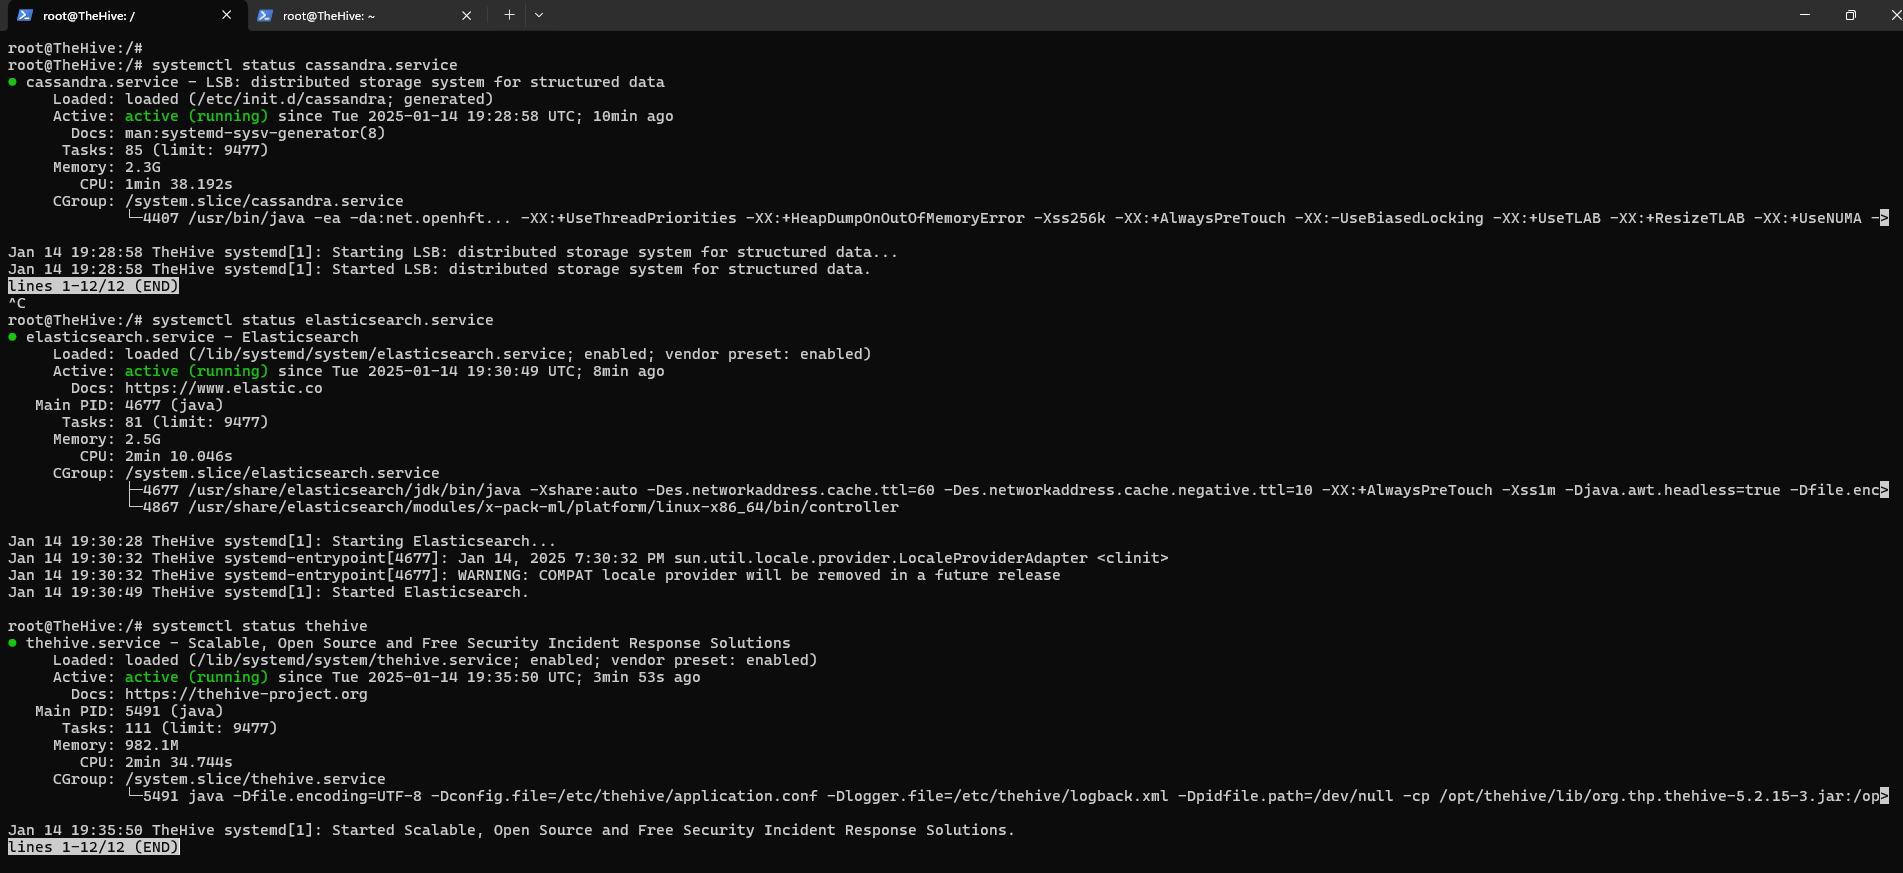 root@TheHive: /
root@TheHive: ~
root@TheHive:/#
root@TheHive:/# systemctl status cassandra.service
● cassandra.service - LSB: distributed storage system for structured data
     Loaded: loaded (/etc/init.d/cassandra; generated)
     Active: active (running) since Tue 2025-01-14 19:28:58 UTC; 10min ago
       Docs: man:systemd-sysv-generator(8)
      Tasks: 85 (limit: 9477)
     Memory: 2.3G
        CPU: 1min 38.192s
     CGroup: /system.slice/cassandra.service
             └─4407 /usr/bin/java -ea -da:net.openhft... -XX:+UseThreadPriorities -XX:+HeapDumpOnOutOfMemoryError -Xss256k -XX:+AlwaysPreTouch -XX:-UseBiasedLocking -XX:+UseTLAB -XX:+ResizeTLAB -XX:+UseNUMA ->
Jan 14 19:28:58 TheHive systemd[1]: Starting LSB: distributed storage system for structured data...
Jan 14 19:28:58 TheHive systemd[1]: Started LSB: distributed storage system for structured data.
lines 1-12/12 (END)
^C
root@TheHive:/# systemctl status elasticsearch.service
● elasticsearch.service - Elasticsearch
     Loaded: loaded (/lib/systemd/system/elasticsearch.service; enabled; vendor preset: enabled)
     Active: active (running) since Tue 2025-01-14 19:30:49 UTC; 8min ago
       Docs: https://www.elastic.co
   Main PID: 4677 (java)
      Tasks: 81 (limit: 9477)
     Memory: 2.5G
        CPU: 2min 10.046s
     CGroup: /system.slice/elasticsearch.service
             ├─4677 /usr/share/elasticsearch/jdk/bin/java -Xshare:auto -Des.networkaddress.cache.ttl=60 -Des.networkaddress.cache.negative.ttl=10 -XX:+AlwaysPreTouch -Xss1m -Djava.awt.headless=true -Dfile.enc>
             └─4867 /usr/share/elasticsearch/modules/x-pack-ml/platform/linux-x86_64/bin/controller
Jan 14 19:30:28 TheHive systemd[1]: Starting Elasticsearch...
Jan 14 19:30:32 TheHive systemd-entrypoint[4677]: Jan 14, 2025 7:30:32 PM sun.util.locale.provider.LocaleProviderAdapter <clinit>
Jan 14 19:30:32 TheHive systemd-entrypoint[4677]: WARNING: COMPAT locale provider will be removed in a future release
Jan 14 19:30:49 TheHive systemd[1]: Started Elasticsearch.
root@TheHive:/# systemctl status thehive
● thehive.service - Scalable, Open Source and Free Security Incident Response Solutions
     Loaded: loaded (/lib/systemd/system/thehive.service; enabled; vendor preset: enabled)
     Active: active (running) since Tue 2025-01-14 19:35:50 UTC; 3min 53s ago
       Docs: https://thehive-project.org
   Main PID: 5491 (java)
      Tasks: 111 (limit: 9477)
     Memory: 982.1M
        CPU: 2min 34.744s
     CGroup: /system.slice/thehive.service
             └─5491 java -Dfile.encoding=UTF-8 -Dconfig.file=/etc/thehive/application.conf -Dlogger.file=/etc/thehive/logback.xml -Dpidfile.path=/dev/null -cp /opt/thehive/lib/org.thp.thehive-5.2.15-3.jar:/op>
Jan 14 19:35:50 TheHive systemd[1]: Started Scalable, Open Source and Free Security Incident Response Solutions.
lines 1-12/12 (END)